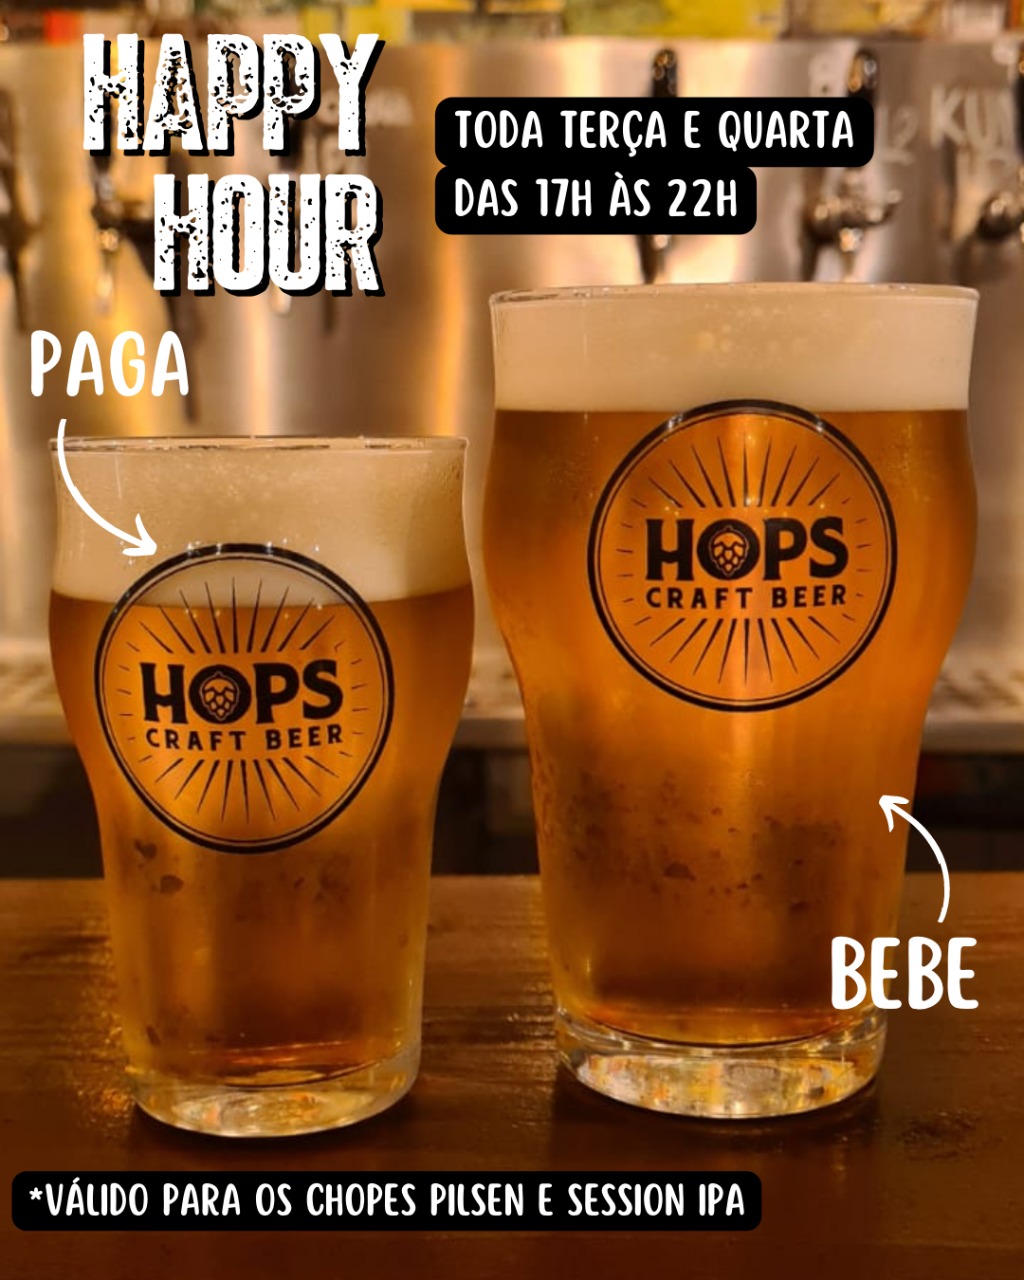 HAPPY
HOUR
TODA TERÇA E QUARTA
DAS 17H ÀS 22H
PAGA
HOPS
CRAFT BEER
HOPS
CRAFT BEER
BEBE
*VÁLIDO PARA OS CHOPES PILSEN E SESSION IPA